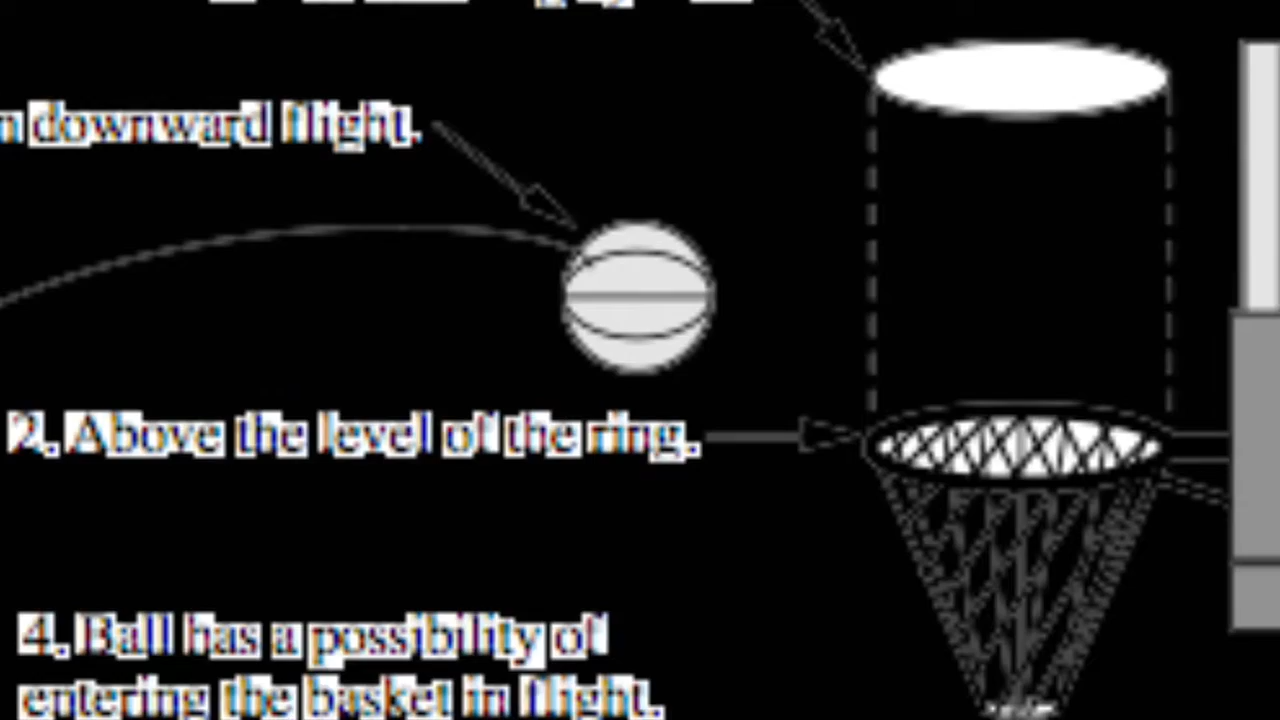 downward flight.
2. Above the level of the ring.
4. Ball has a possibility of
entering the basket in flight.